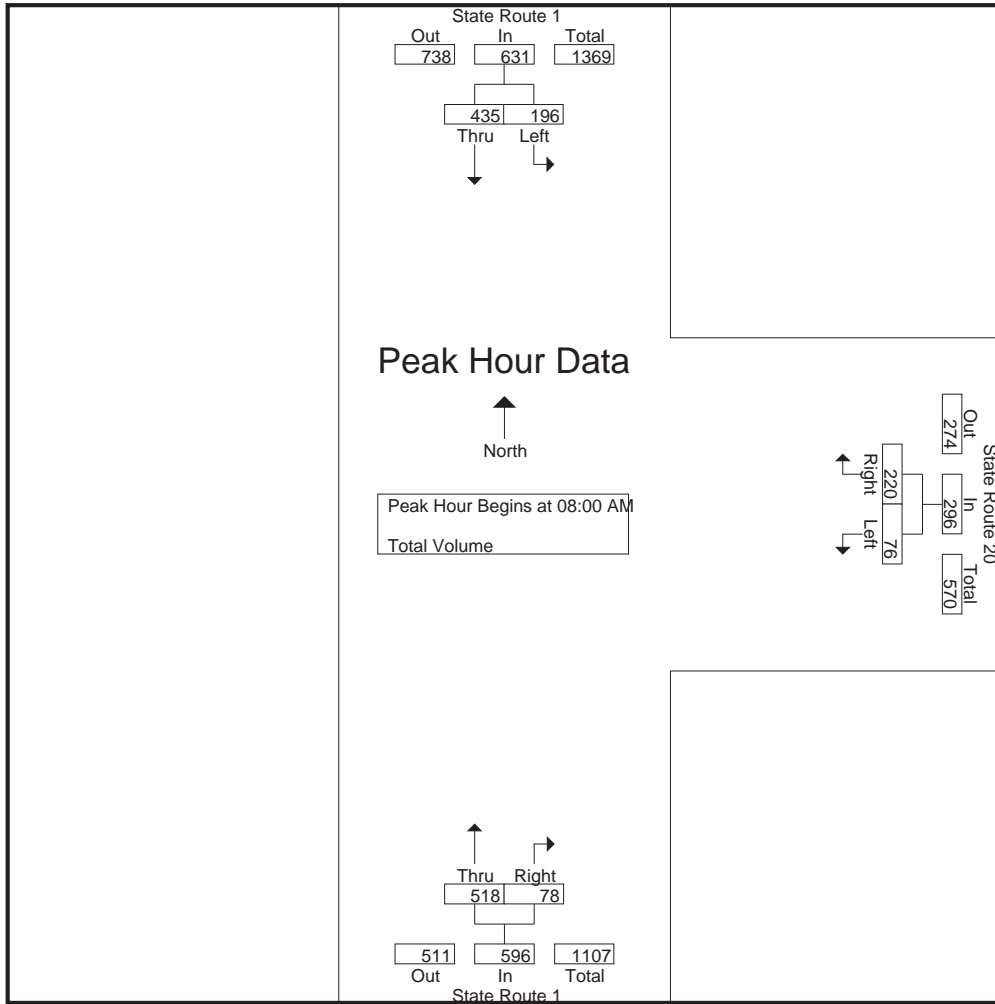 State Route 1
Out In Total
738 631 1369
435 196
Thru Left
Peak Hour Data
North
Peak Hour Begins at 08:00 AM
Total Volume
State Route 20
Out In Total
274 296 570
220 76
Right Left
Thru Right
518 78
511 596 1107
Out In Total
State Route 1